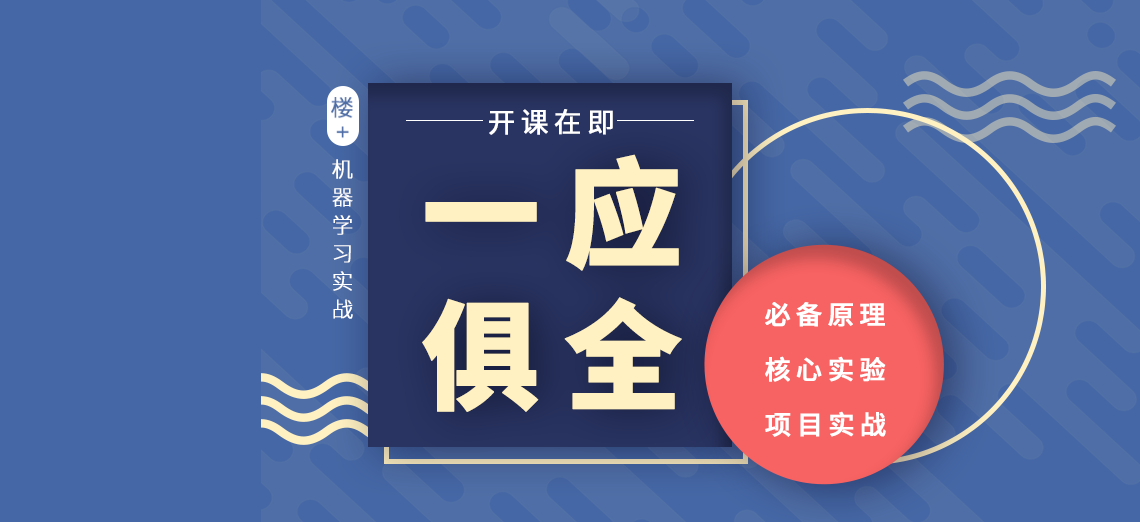 楼+
机器学习实战
开课在即
一应
俱全
必备原理
核心实验
项目实战